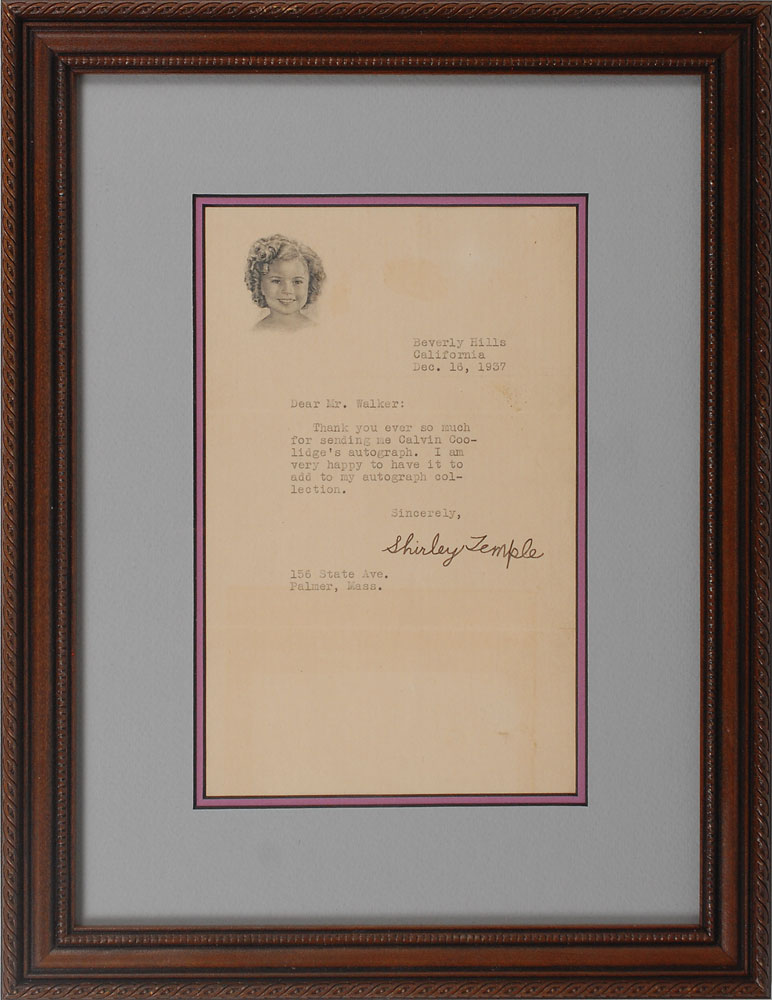 Beverly Hills
California
Dec. 16, 1937
Dear Mr. Walker:
Thank you ever so much
for sending me Calvin Coo-
lidge's autograph. I am
very happy to have it to
add to my autograph col-
lection.
Sincerely,
Shirley Temple
156 State Ave.
Palmer, Mass.